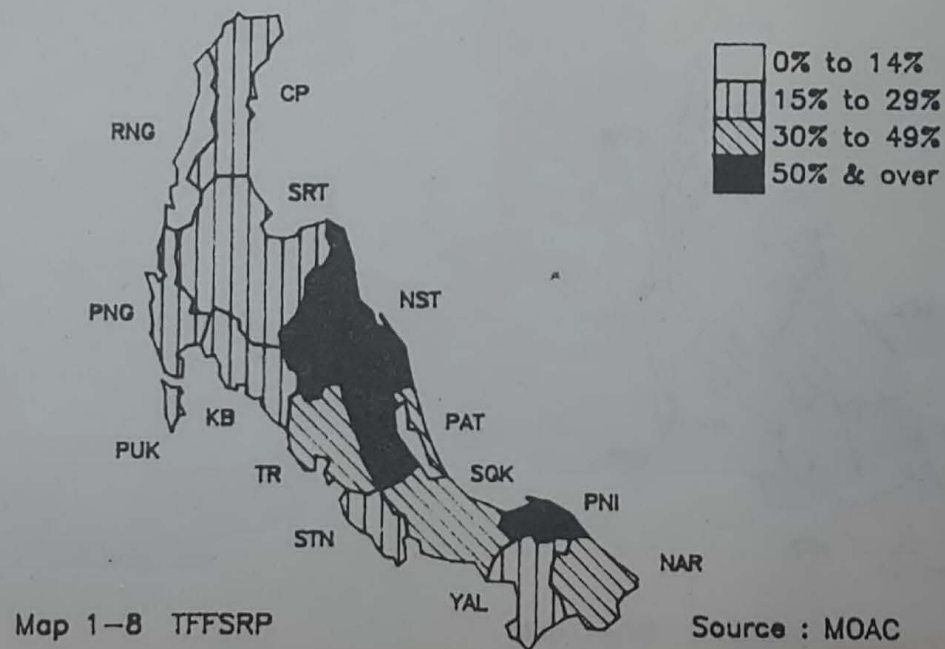 0% to 14%
15% to 29%
30% to 49%
50% & over
CP
RNG
SRT
NST
PNG
PAT
KB
PUK
TR
SGK
PNI
STN
NAR
YAL
Map 1-8 TFFSRP
Source : MOAC